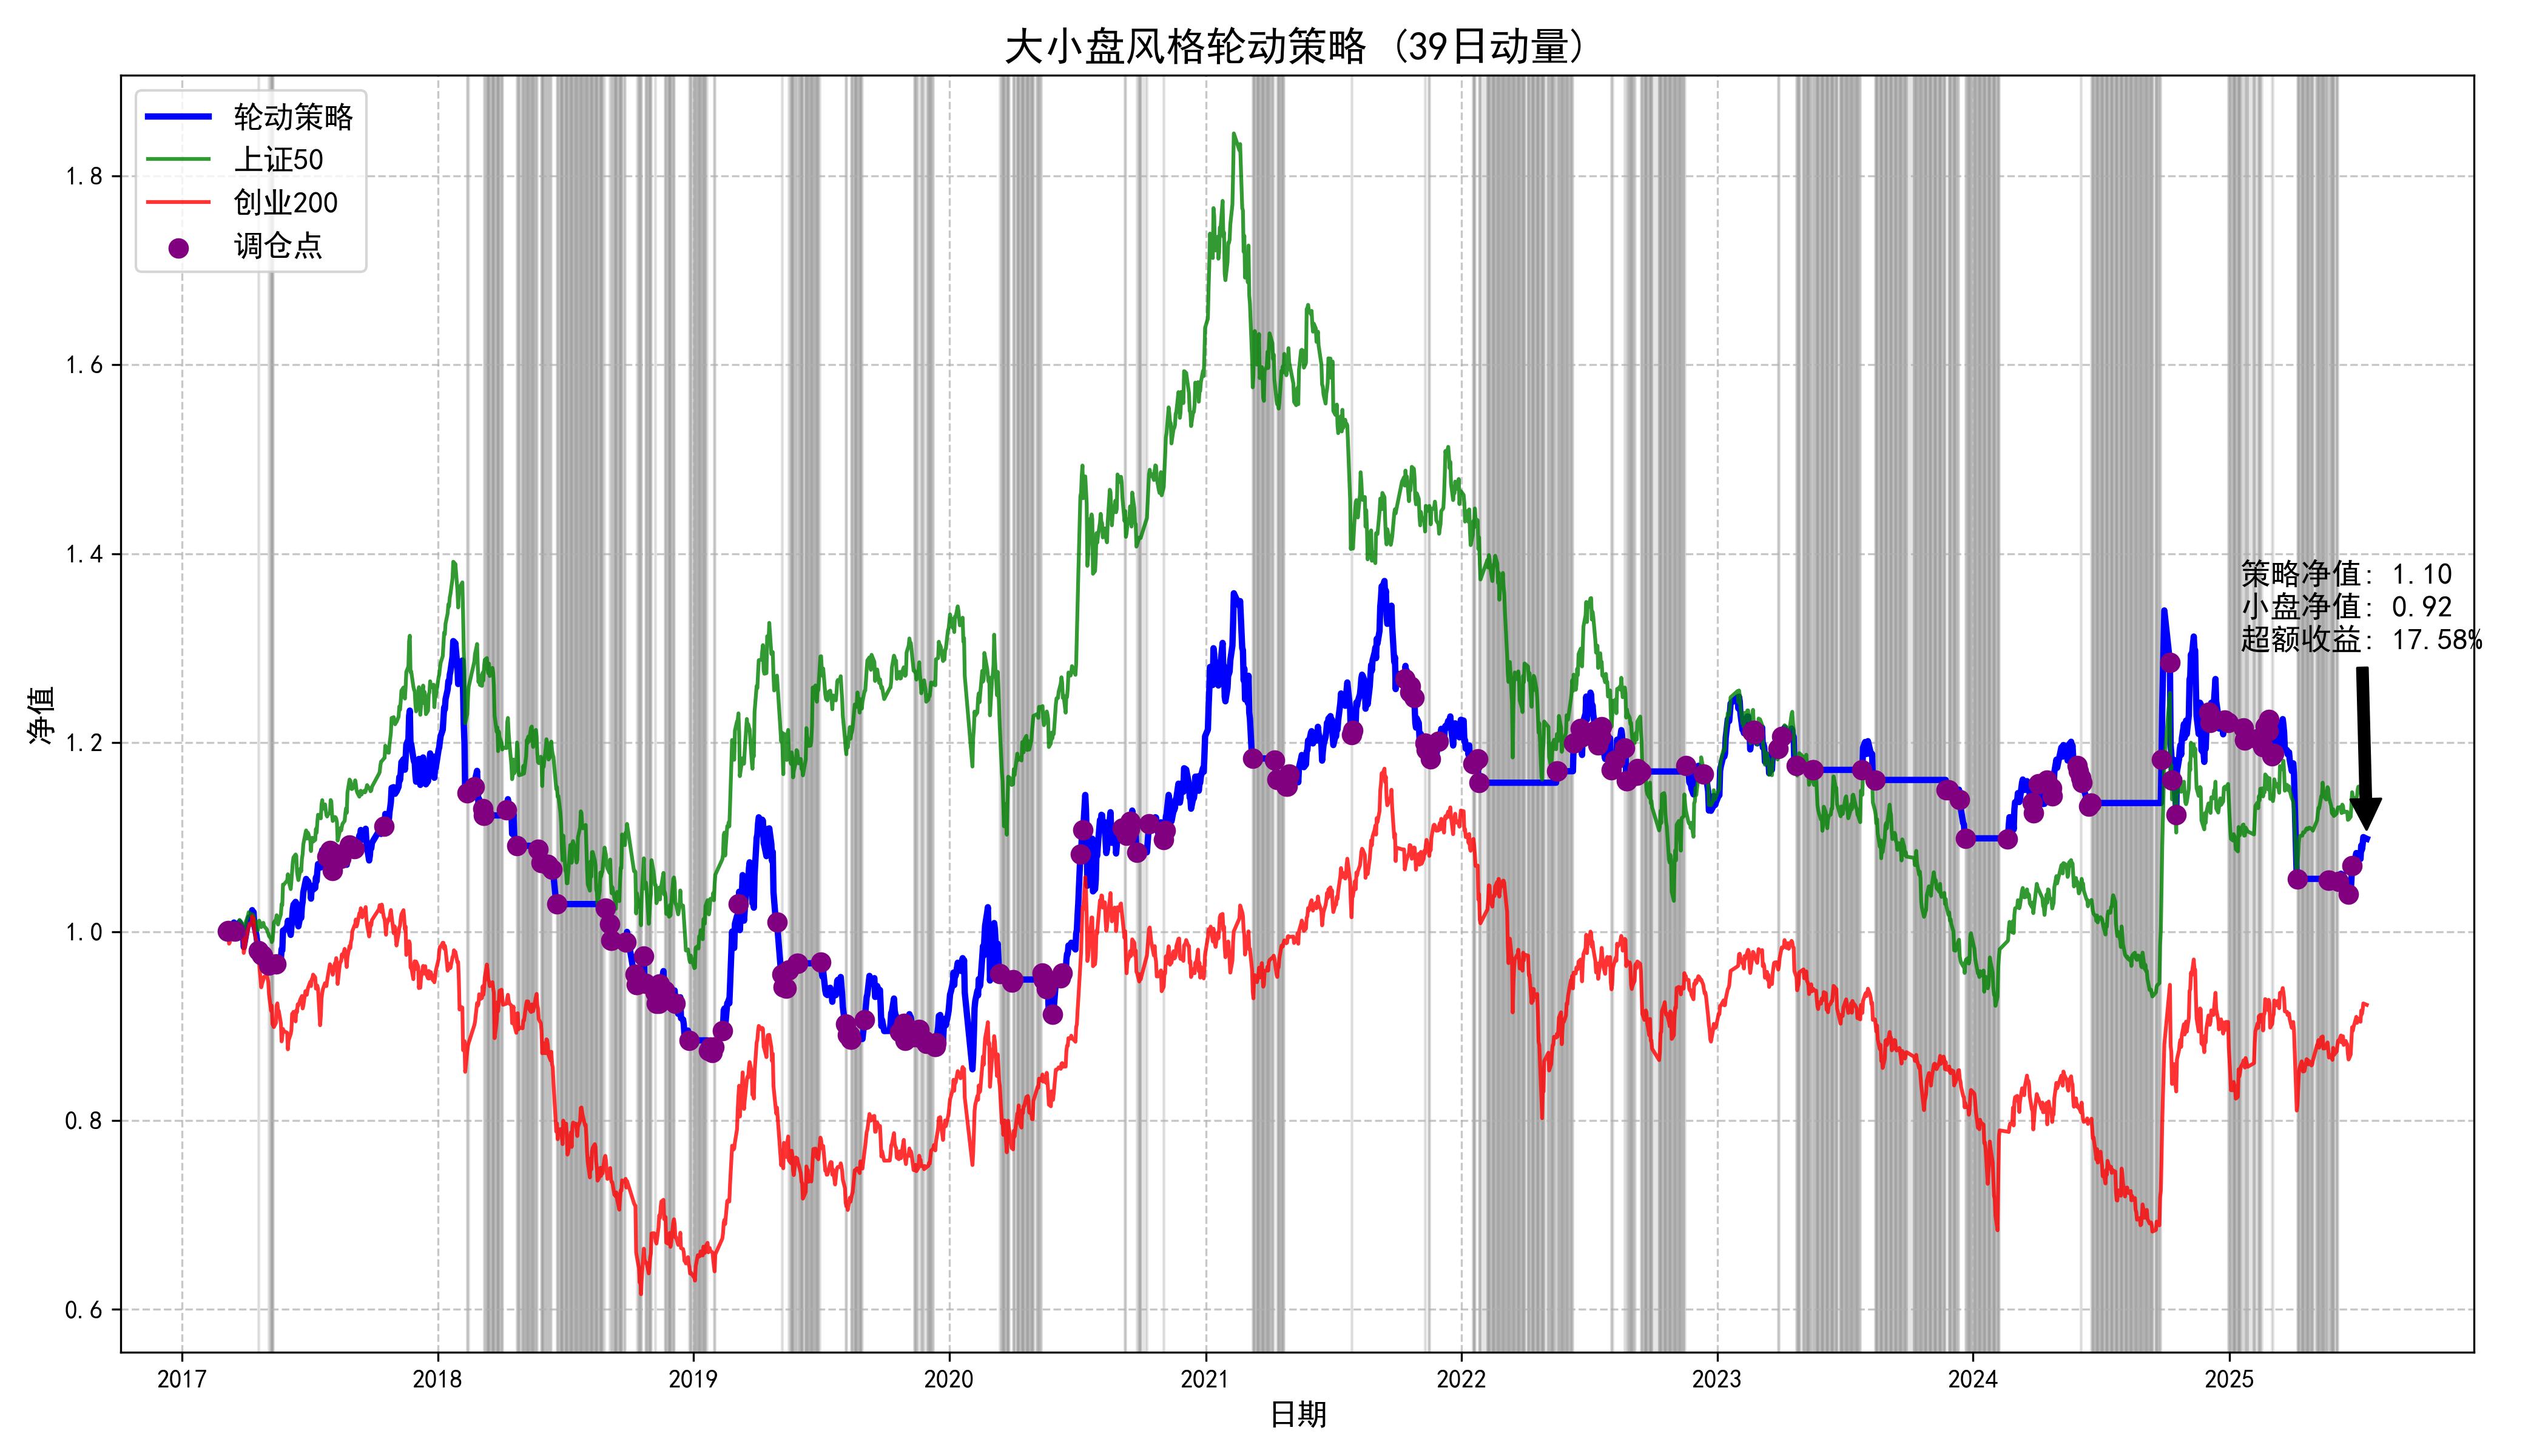 大小盘风格轮动策略 (39日动量)
轮动策略
上证50
创业200
调仓点
1.8
1.6
1.4
1.2
1.0
0.8
0.6
净值
策略净值: 1.10
小盘净值: 0.92
超额收益: 17.58%
2017
2018
2019
2020
2021
2022
2023
2024
2025
日期